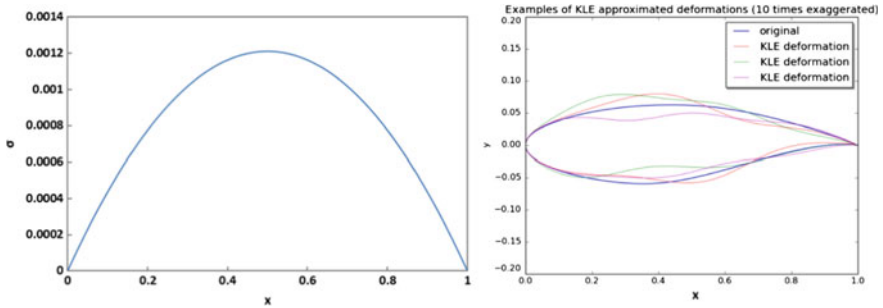 0.0014
0.0012
0.001
0.0008
0.0006
0.0004
0.0002
0
σ
0 0.2 0.4 0.6 0.8 1
X
Examples of KLE approximated deformations (10 times exaggerated)
0.20
0.15
0.10
0.05
0.00
−0.05
−0.10
−0.15
−0.20
y
original
KLE deformation
KLE deformation
KLE deformation
0.0 0.2 0.4 0.6 0.8 1.0
X